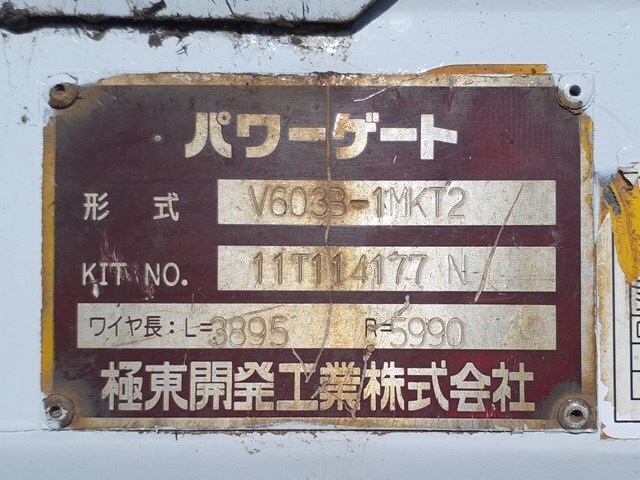 パワーゲート
形式 V603B-1MKT2
KIT NO. 11T114177 N
ワイヤ長：L=3895 R=5990
極東開発工業株式会社